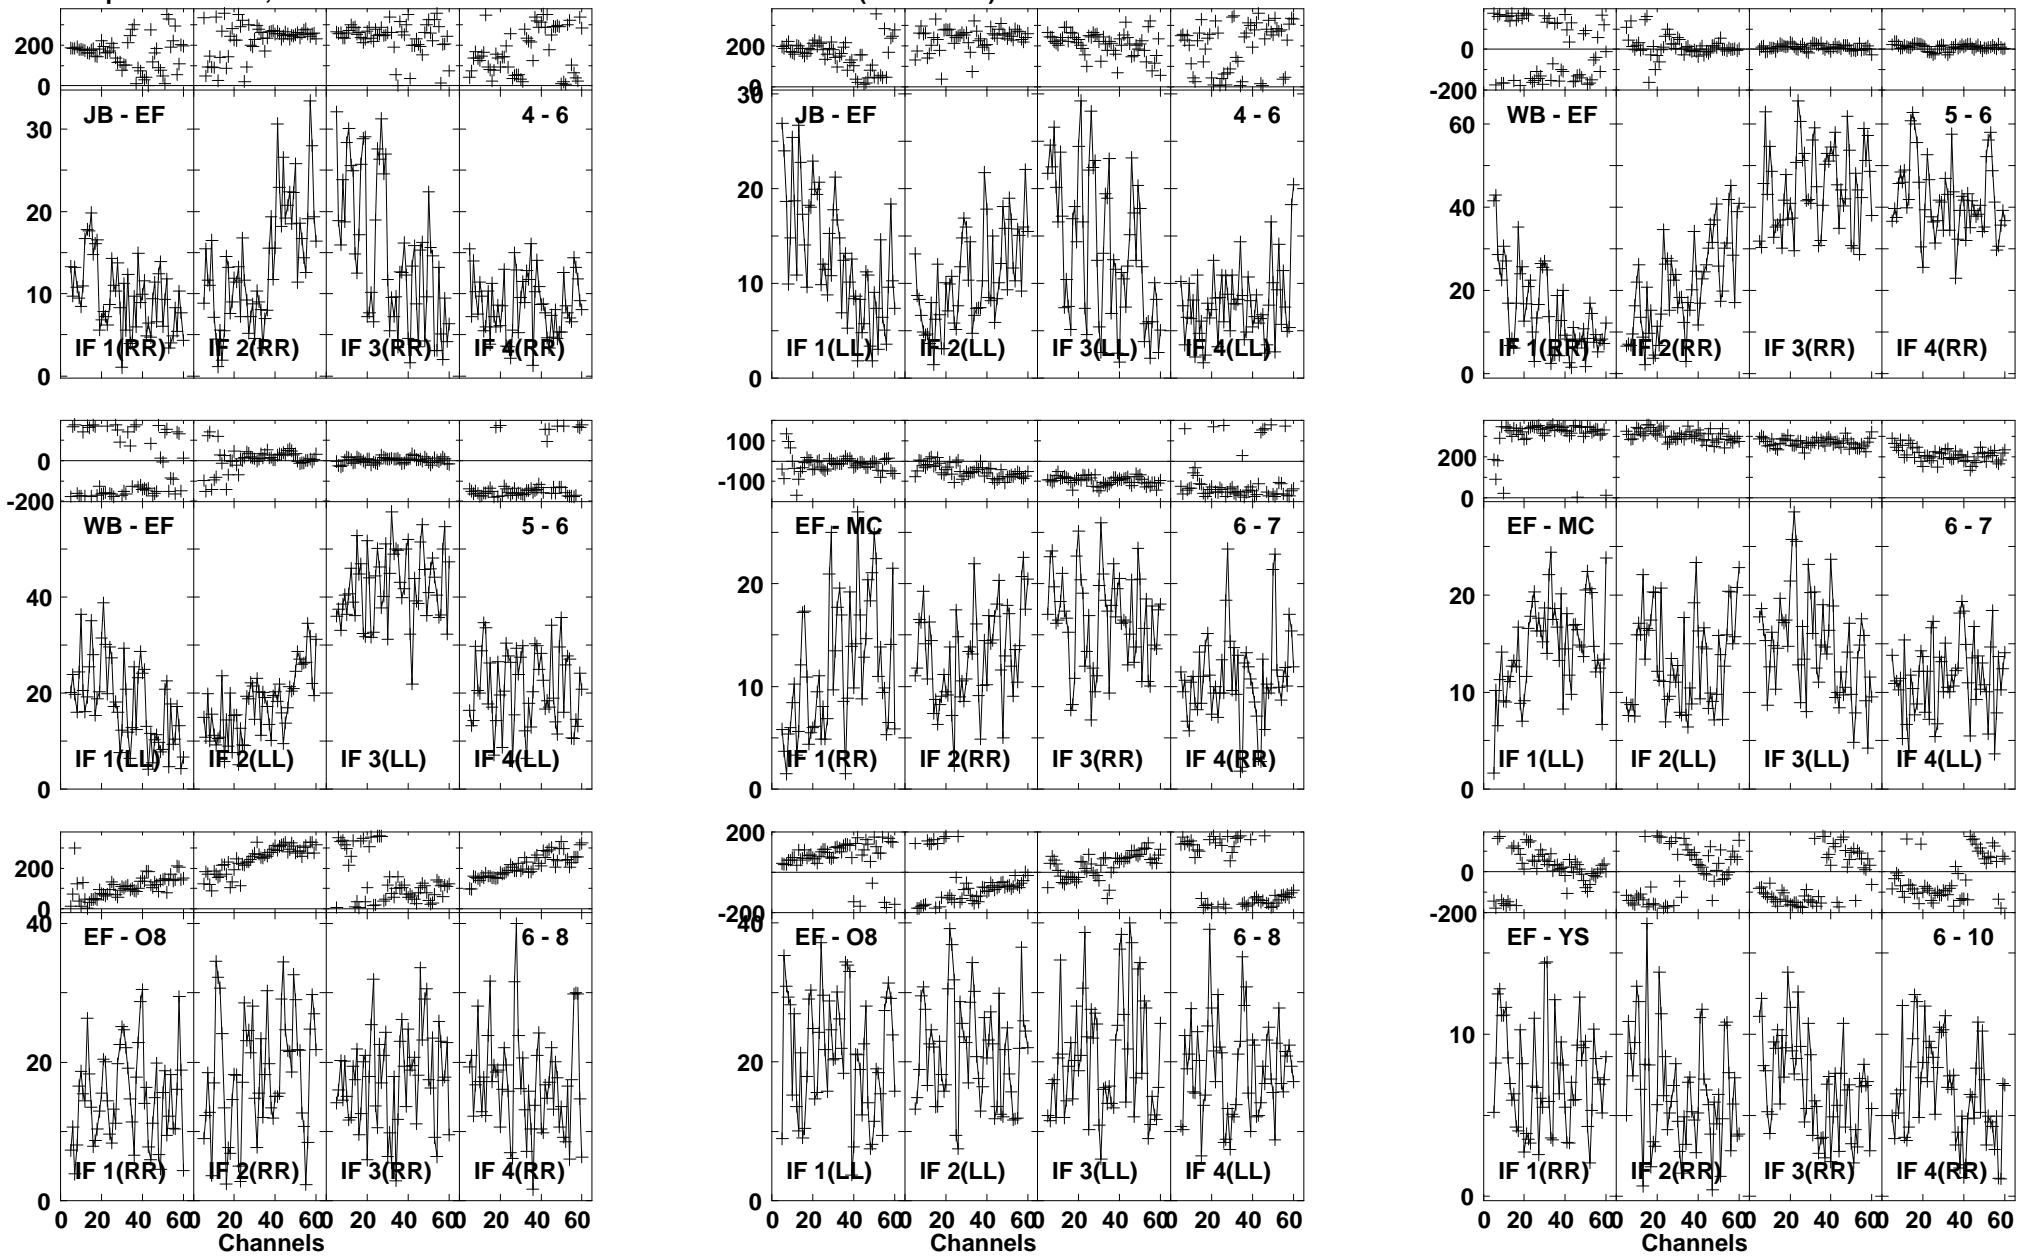 200 200 200
0 0 0
-200
JB - EF 4 - 6 JB - EF 4 - 6 WB - EF 5 - 6
30 30 60
20 20 40
10 10 20
IF 1(RR) IF 2(RR) IF 3(RR) IF 4(RR) IF 1(LL) IF 2(LL) IF 3(LL) IF 4(LL) IF 1(RR) IF 2(RR) IF 3(RR) IF 4(RR)
0 0 0
0 100 200
-200 -100 0
WB - EF 5 - 6 EF - MC 6 - 7 EF - MC 6 - 7
40 20 20
20 10 10
IF 1(LL) IF 2(LL) IF 3(LL) IF 4(LL) IF 1(RR) IF 2(RR) IF 3(RR) IF 4(RR) IF 1(LL) IF 2(LL) IF 3(LL) IF 4(LL)
0 0 0
200 200 200
0 -200 0
-200
40 40
EF - O8 6 - 8 EF - O8 6 - 8 EF - YS 6 - 10
20 20 10
IF 1(RR) IF 2(RR) IF 3(RR) IF 4(RR) IF 1(LL) IF 2(LL) IF 3(LL) IF 4(LL) IF 1(RR) IF 2(RR) IF 3(RR) IF 4(RR)
0 0 0
0 20 40 60 0 20 40 60 0 20 40 60 0 20 40 60 0 20 40 60 0 20 40 60 0 20 40 60 0 20 40 60 0 20 40 60 0 20 40 60 0 20 40 60 0 20 40 60
Channels Channels Channels